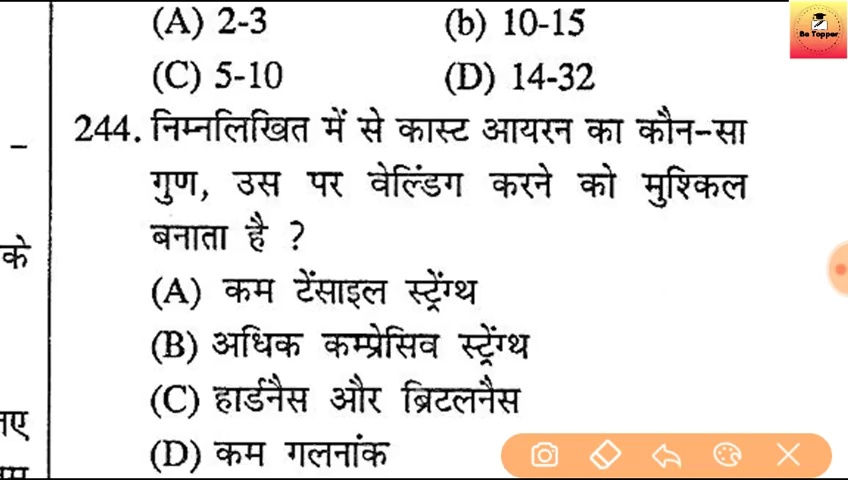 (A) 2-3 (b) 10-15
(C) 5-10 (D) 14-32
Be Topper
244. निम्नलिखित में से कास्ट आयरन का कौन-सा
गुण, उस पर वेल्डिंग करने को मुश्किल
बनाता है ?
के
(A) कम टेंसाइल स्ट्रेंग्थ
(B) अधिक कम्प्रेसिव स्ट्रेंग्थ
(C) हार्डनैस और ब्रिटलनैस
(D) कम गलनांक